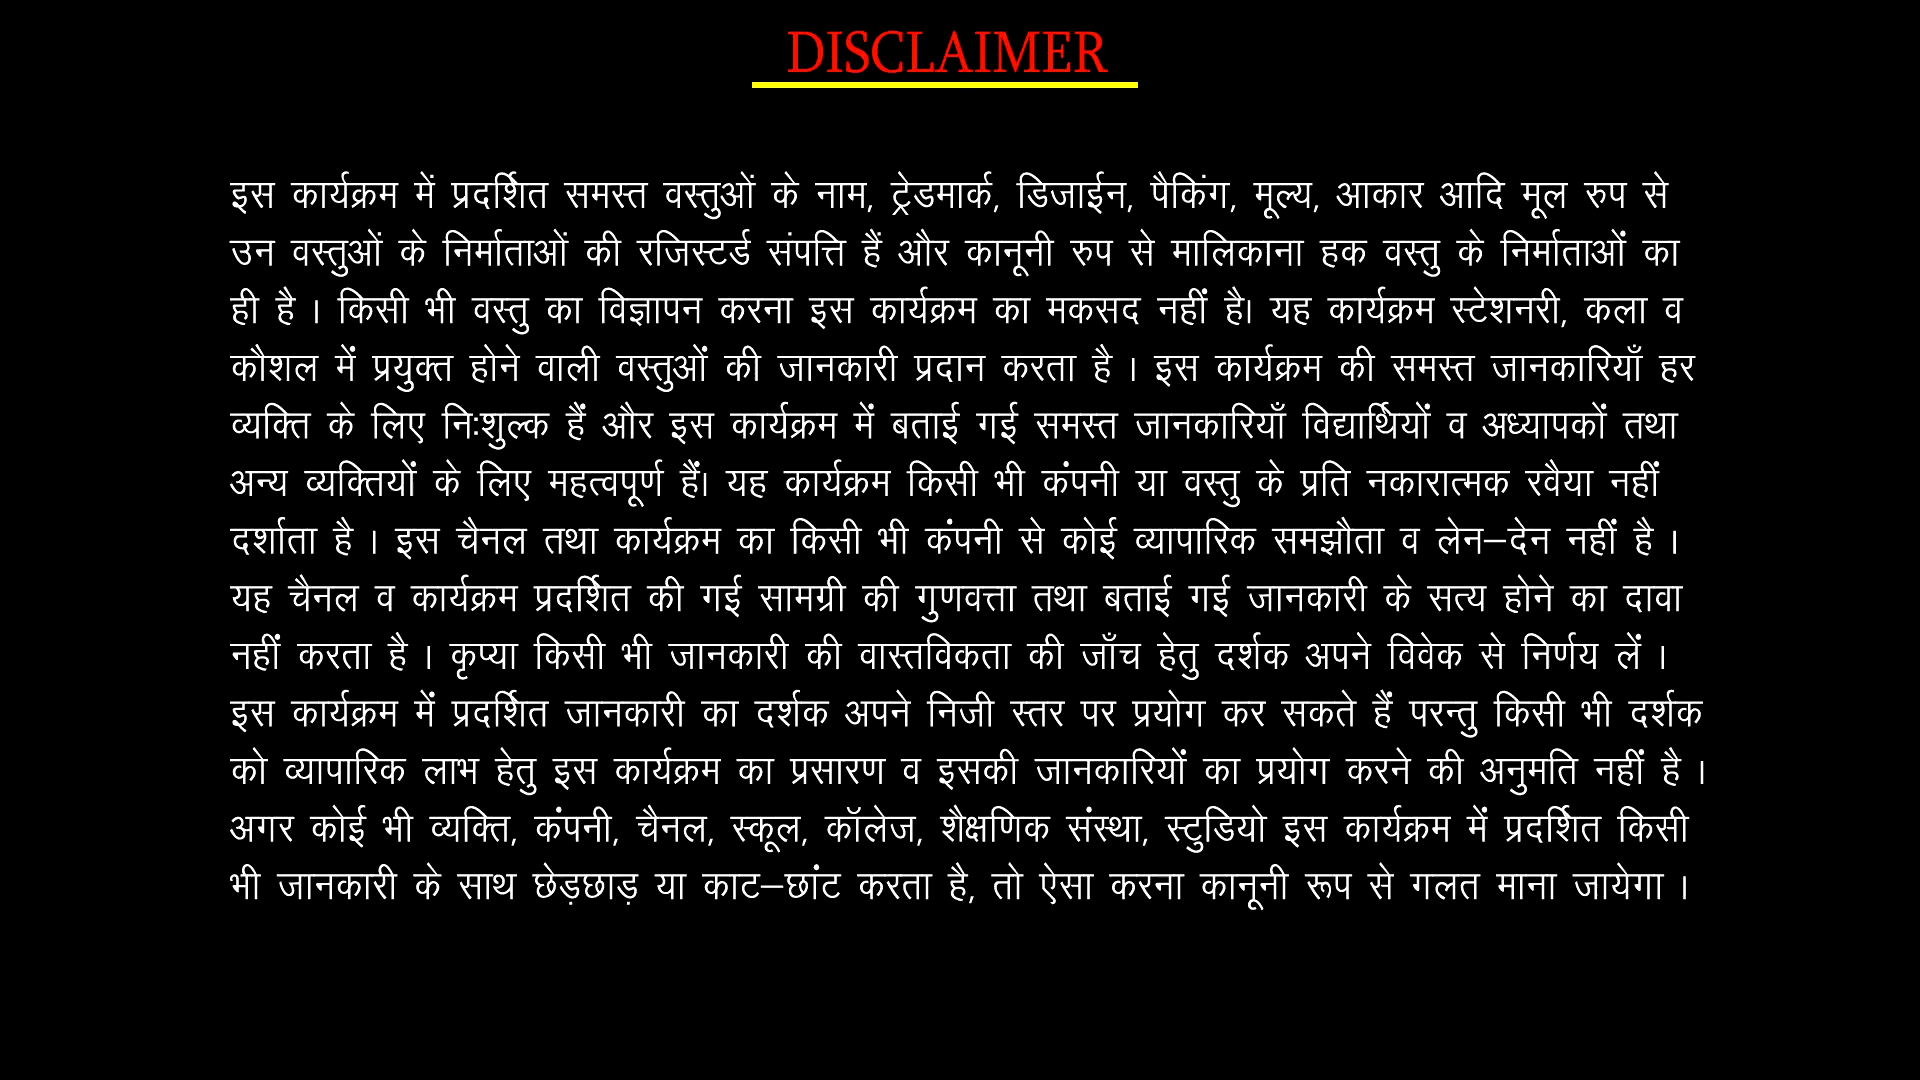 DISCLAIMER
इस कार्यक्रम में प्रदर्शित समस्त वस्तुओं के नाम, ट्रेडमार्क, डिजाईन, पैकिंग, मूल्य, आकार आदि मूल रुप से
उन वस्तुओं के निर्माताओं की रजिस्टर्ड संपत्ति हैं और कानूनी रुप से मालिकाना हक वस्तु के निर्माताओं का
ही है । किसी भी वस्तु का विज्ञापन करना इस कार्यक्रम का मकसद नहीं है। यह कार्यक्रम स्टेशनरी, कला व
कौशल में प्रयुक्त होने वाली वस्तुओं की जानकारी प्रदान करता है । इस कार्यक्रम की समस्त जानकारियाँ हर
व्यक्ति के लिए निःशुल्क हैं और इस कार्यक्रम में बताई गई समस्त जानकारियाँ विद्यार्थियों व अध्यापकों तथा
अन्य व्यक्तियों के लिए महत्वपूर्ण हैं। यह कार्यक्रम किसी भी कंपनी या वस्तु के प्रति नकारात्मक रवैया नहीं
दर्शाता है । इस चैनल तथा कार्यक्रम का किसी भी कंपनी से कोई व्यापारिक समझौता व लेन–देन नहीं है ।
यह चैनल व कार्यक्रम प्रदर्शित की गई सामग्री की गुणवत्ता तथा बताई गई जानकारी के सत्य होने का दावा
नहीं करता है । कृप्या किसी भी जानकारी की वास्तविकता की जाँच हेतु दर्शक अपने विवेक से निर्णय लें ।
इस कार्यक्रम में प्रदर्शित जानकारी का दर्शक अपने निजी स्तर पर प्रयोग कर सकते हैं परन्तु किसी भी दर्शक
को व्यापारिक लाभ हेतु इस कार्यक्रम का प्रसारण व इसकी जानकारियों का प्रयोग करने की अनुमति नहीं है ।
अगर कोई भी व्यक्ति, कंपनी, चैनल, स्कूल, कॉलेज, शैक्षणिक संस्था, स्टुडियो इस कार्यक्रम में प्रदर्शित किसी
भी जानकारी के साथ छेड़छाड़ या काट–छांट करता है, तो ऐसा करना कानूनी रूप से गलत माना जायेगा ।